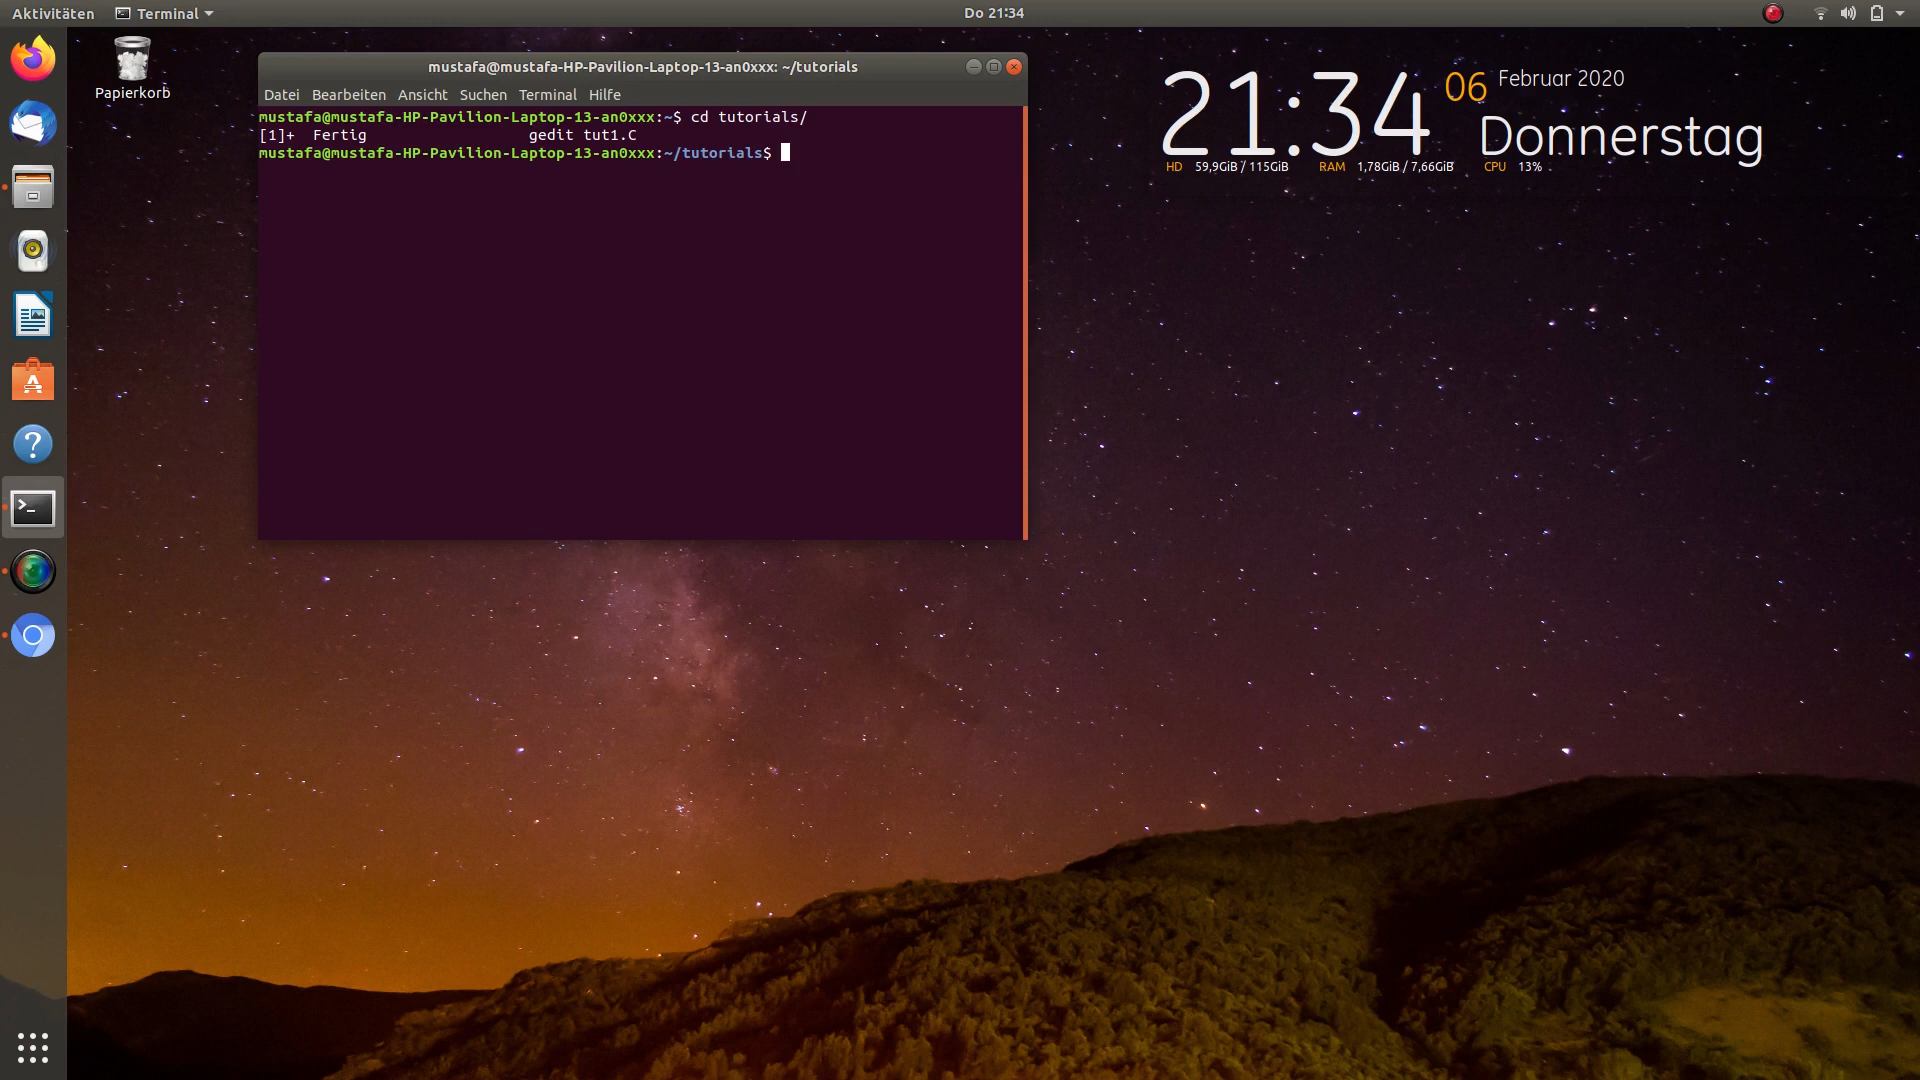 Aktivitäten Terminal Do 21:34
Papierkorb
mustafa@mustafa-HP-Pavilion-Laptop-13-an0xxx: ~/tutorials
Datei Bearbeiten Ansicht Suchen Terminal Hilfe
mustafa@mustafa-HP-Pavilion-Laptop-13-an0xxx:~$ cd tutorials/
[1]+  Fertig                  gedit tut1.C
mustafa@mustafa-HP-Pavilion-Laptop-13-an0xxx:~/tutorials$
21:34 06 Februar 2020
Donnerstag
HD 59,9GiB / 115GiB RAM 1,78GiB / 7,66GiB CPU 13%